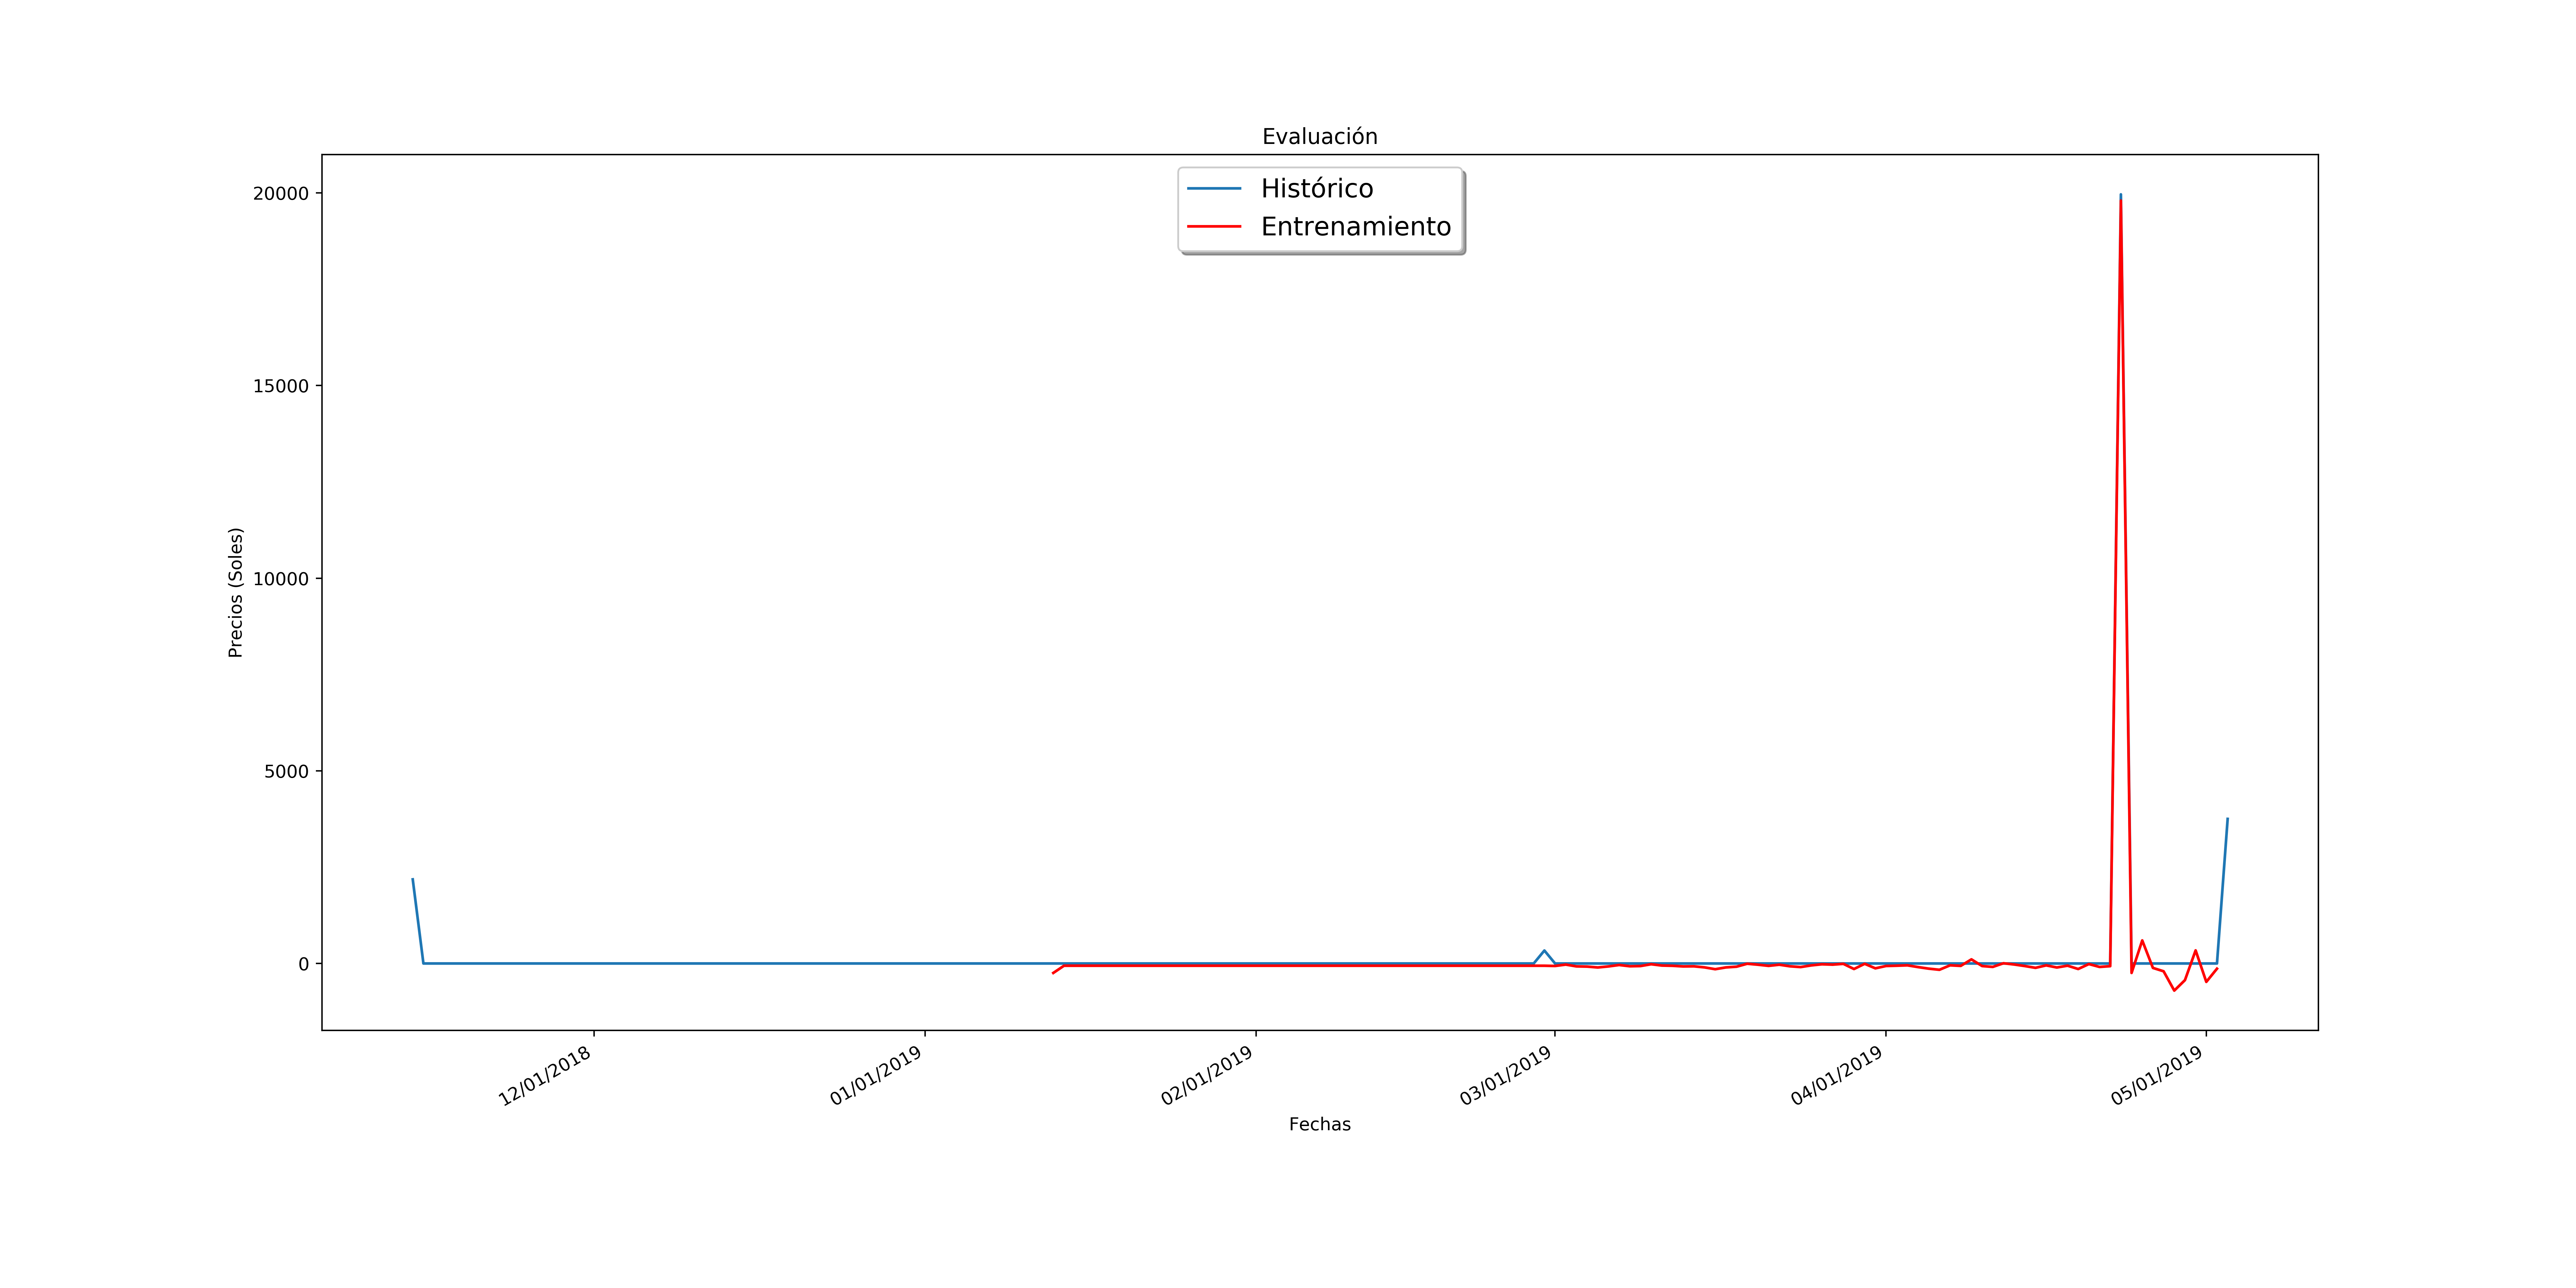 Evaluación
Histórico
Entrenamiento
Precios (Soles)
20000
15000
10000
5000
0
12/01/2018
01/01/2019
02/01/2019
03/01/2019
04/01/2019
05/01/2019
Fechas